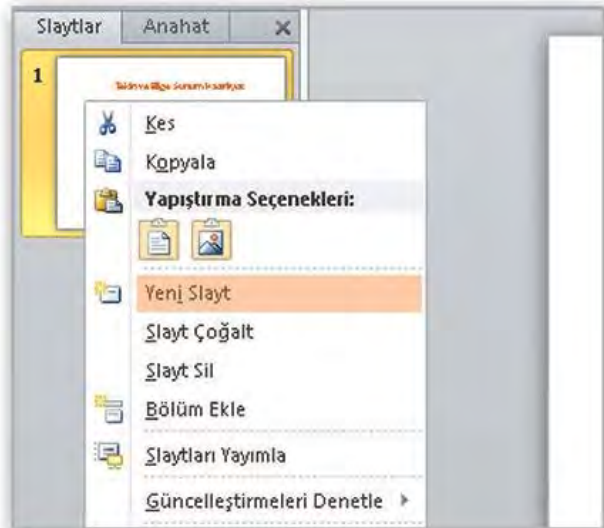 Slaytlar Anahat
1
Kes
Kopyala
Yapıştırma Seçenekleri:
Yeni Slayt
Slayt Çoğalt
Slayt Sil
Bölüm Ekle
Slaytları Yayımla
Güncelleştirmeleri Denetle